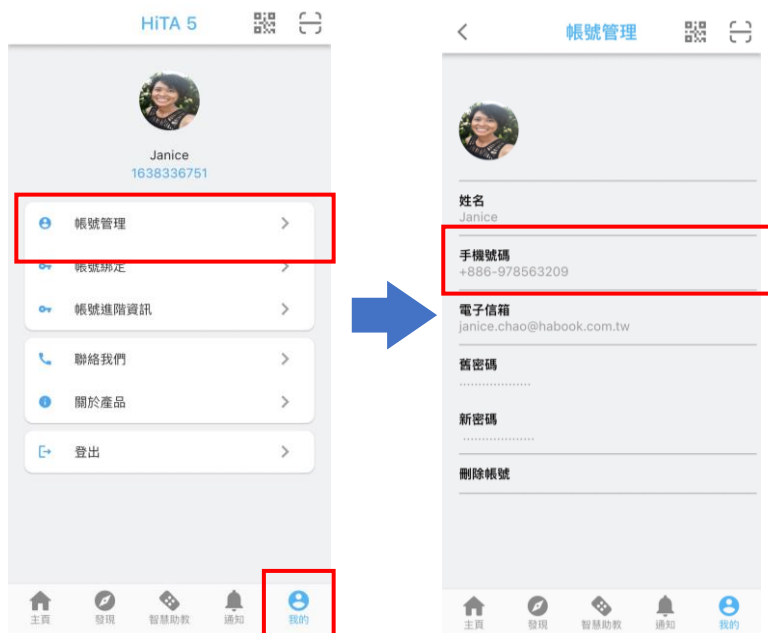 HiTA 5
Janice
1638336751
帳號管理
帳號綁定
帳號進階資訊
聯絡我們
關於產品
登出
主頁
發現
智慧助教
通知
我的
帳號管理
姓名
Janice
手機號碼
+886-978563209
電子信箱
janice.chao@habook.com.tw
舊密碼
新密碼
刪除帳號
主頁
發現
智慧助教
通知
我的